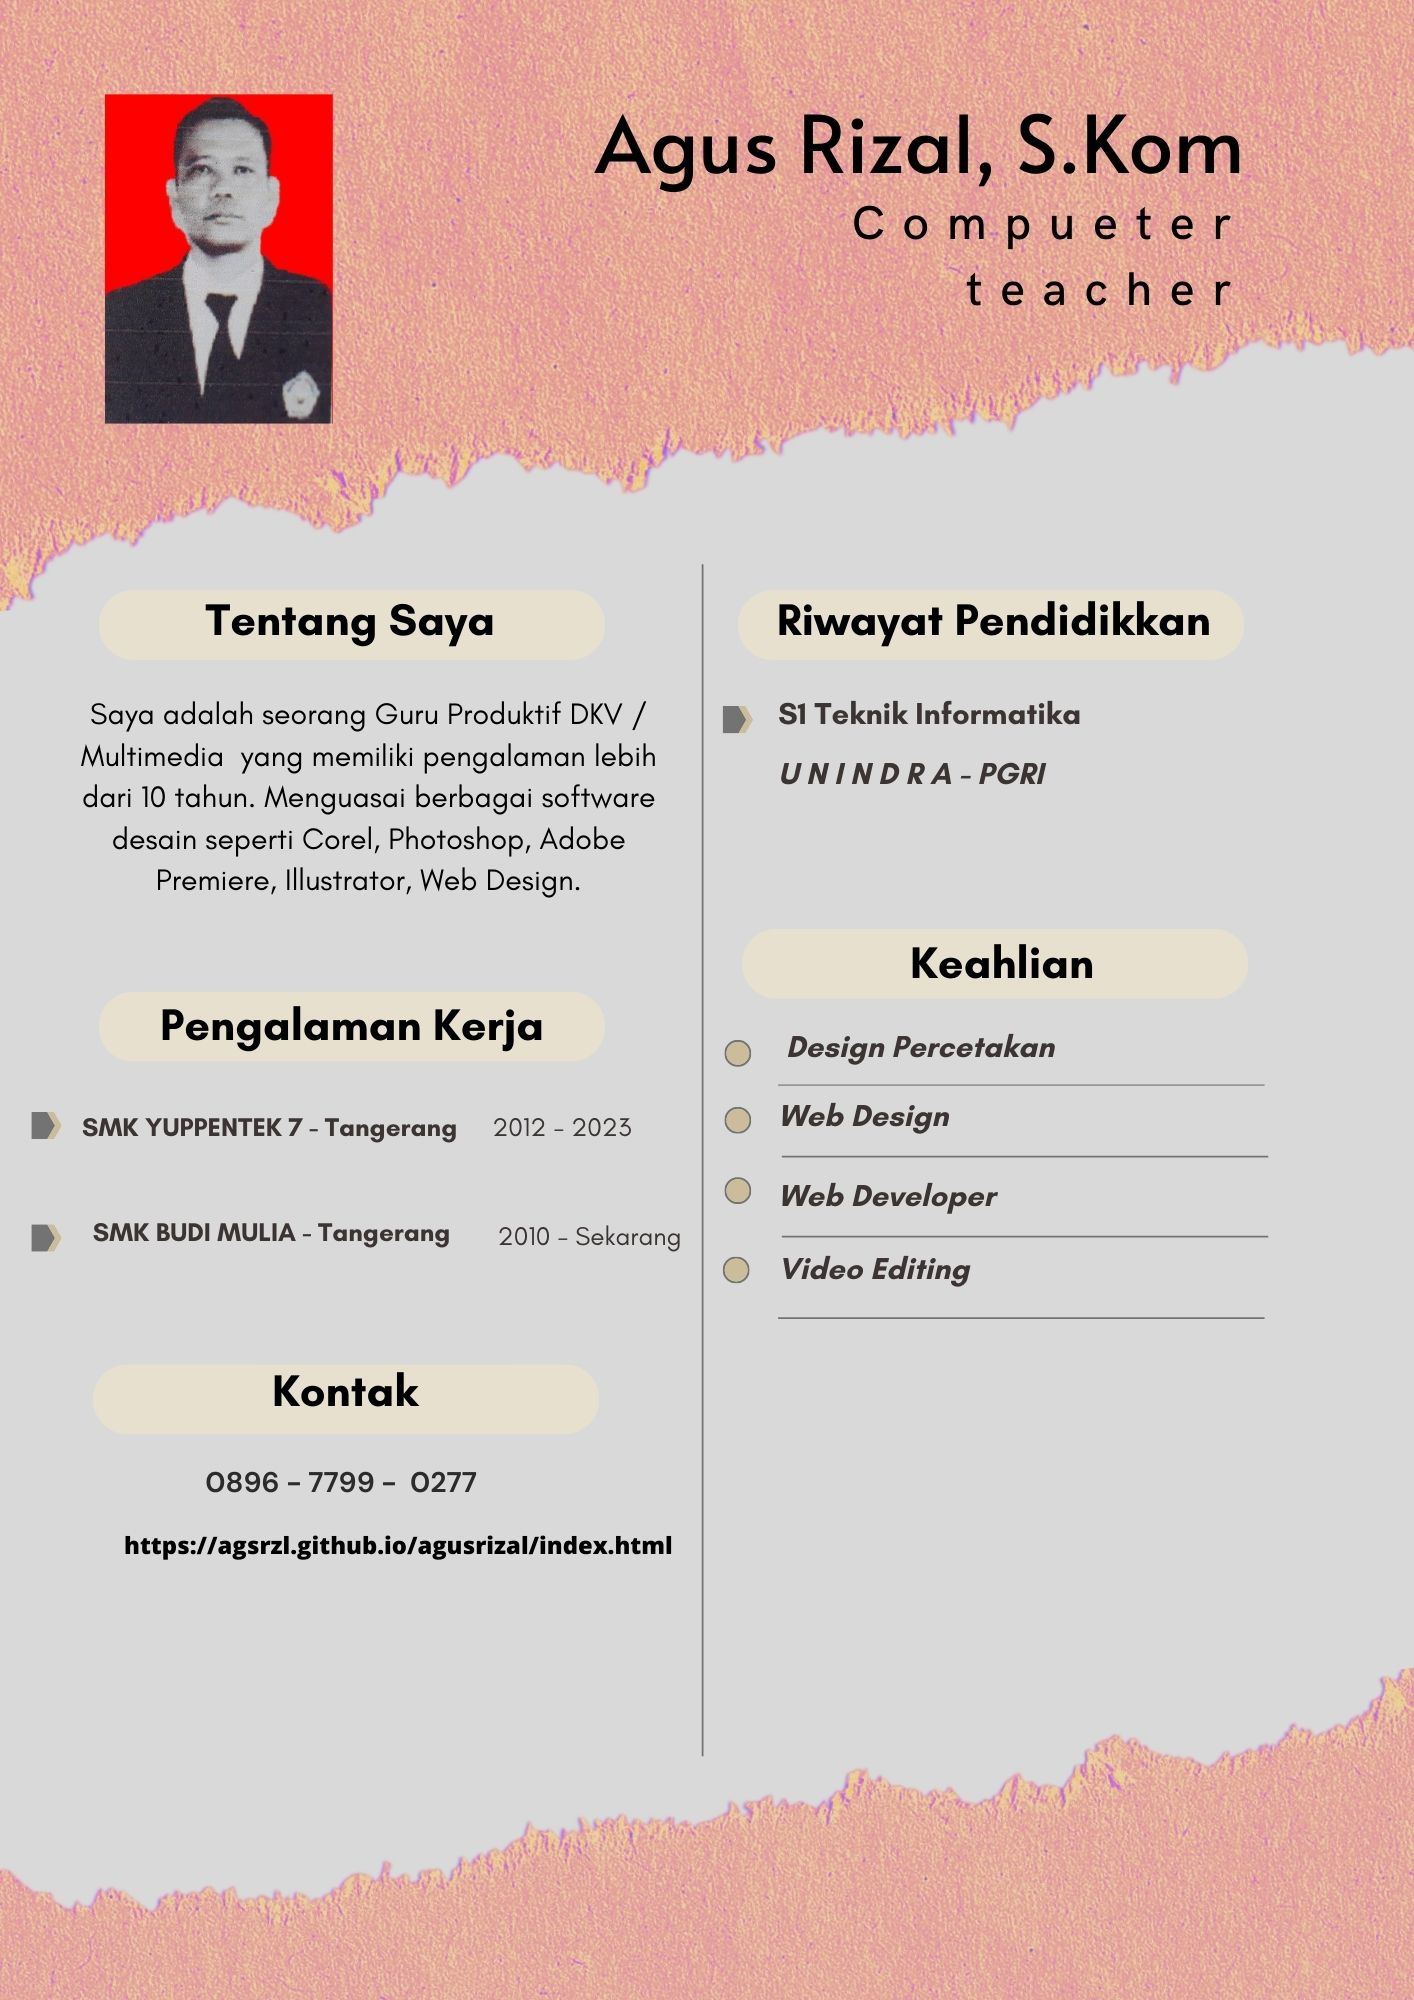 Agus Rizal, S.Kom
Compueter
teacher
Tentang Saya
Saya adalah seorang Guru Produktif DKV /
Multimedia yang memiliki pengalaman lebih
dari 10 tahun. Menguasai berbagai software
desain seperti Corel, Photoshop, Adobe
Premiere, Illustrator, Web Design.
Pengalaman Kerja
SMK YUPPENTEK 7 - Tangerang 2012 - 2023
SMK BUDI MULIA - Tangerang 2010 - Sekarang
Kontak
0896 - 7799 - 0277
https://agsrzl.github.io/agusrizal/index.html
Riwayat Pendidikkan
S1 Teknik Informatika
U N I N D R A - PGRI
Keahlian
Design Percetakan
Web Design
Web Developer
Video Editing